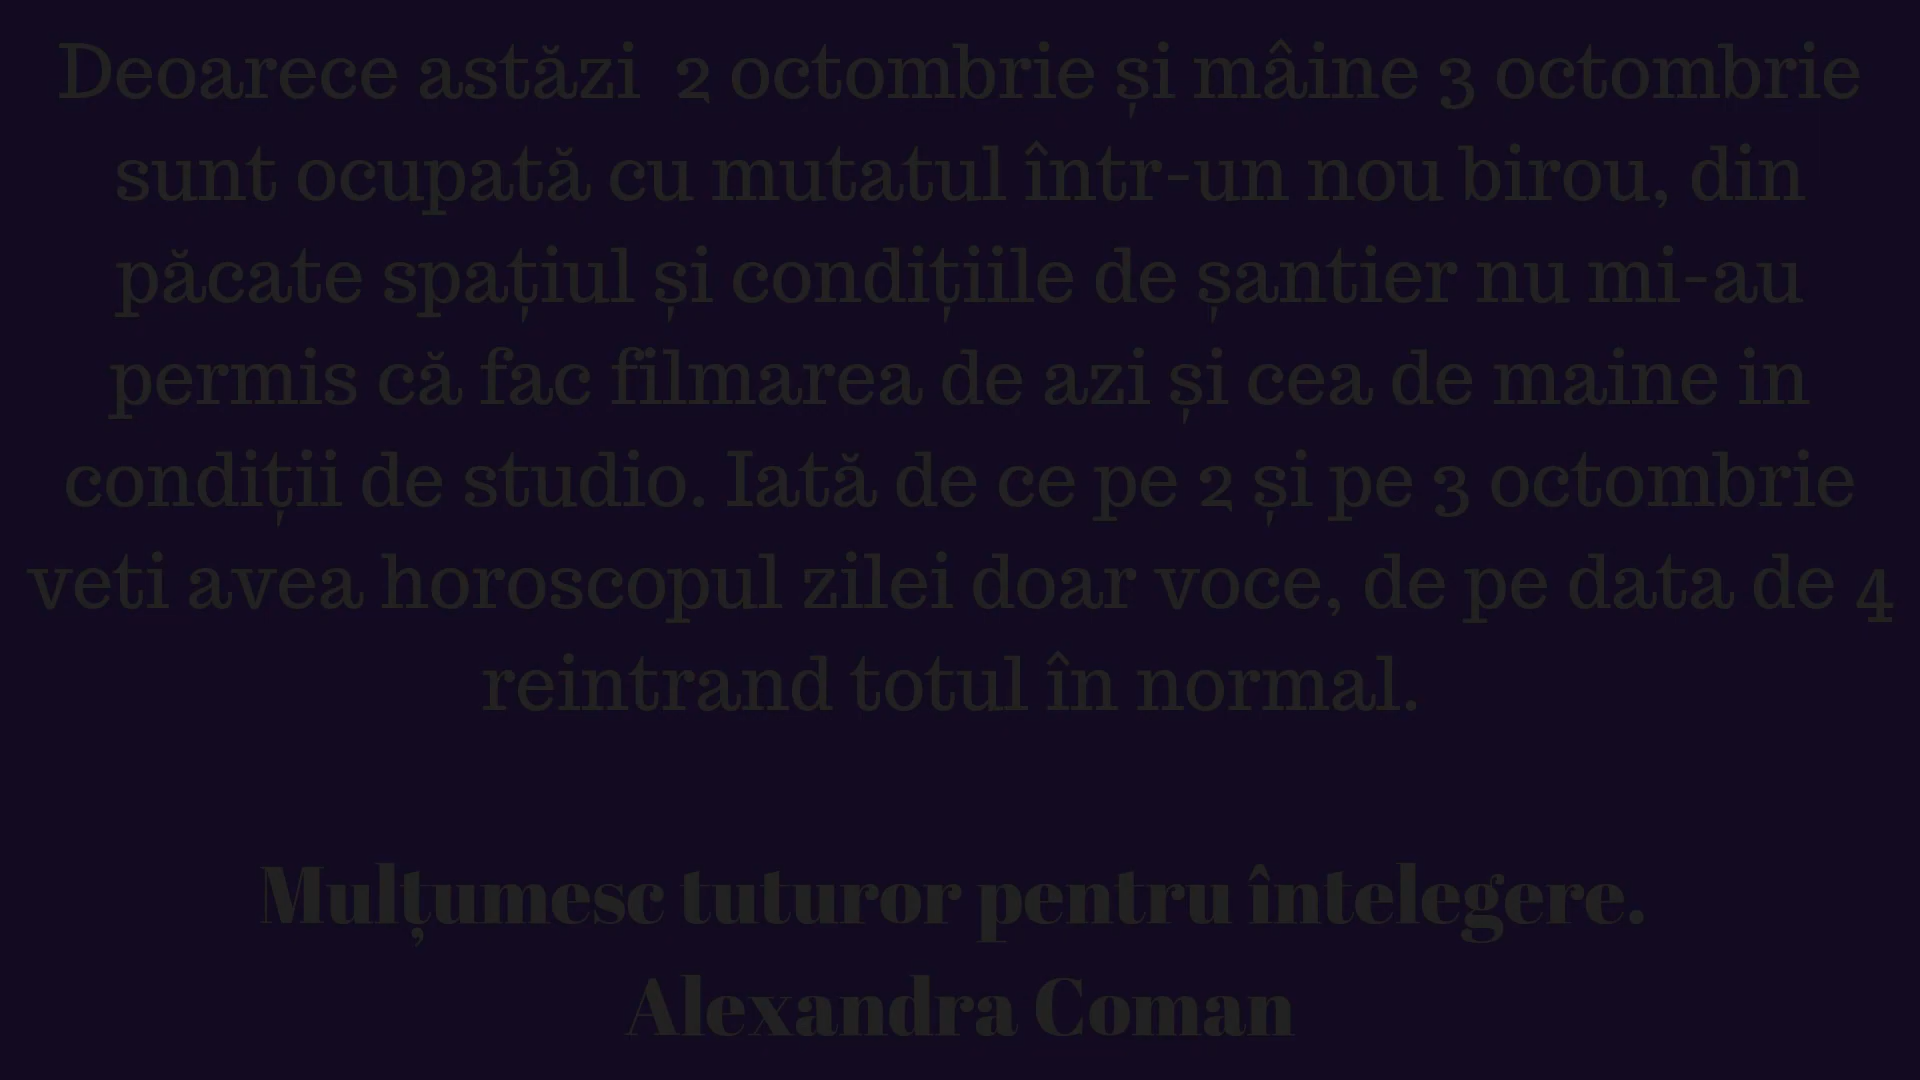 Deoarece astăzi  2 octombrie și mâine 3 octombrie
sunt ocupată cu mutatul într-un nou birou, din
păcate spațiul și condițiile de șantier nu mi-au
permis că fac filmarea de azi și cea de maine in
condiții de studio. Iată de ce pe 2 și pe 3 octombrie
veti avea horoscopul zilei doar voce, de pe data de 4
reintrand totul în normal.
Mulțumesc tuturor pentru întelegere.
Alexandra Coman